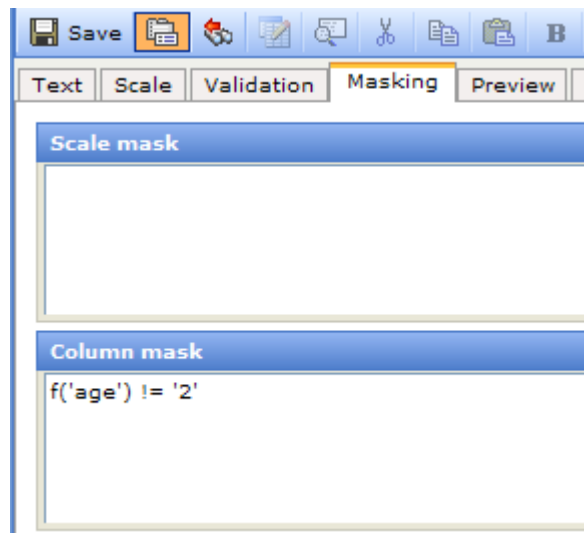 Save B
Text Scale Validation Masking Preview
Scale mask
Column mask
f('age') != '2'